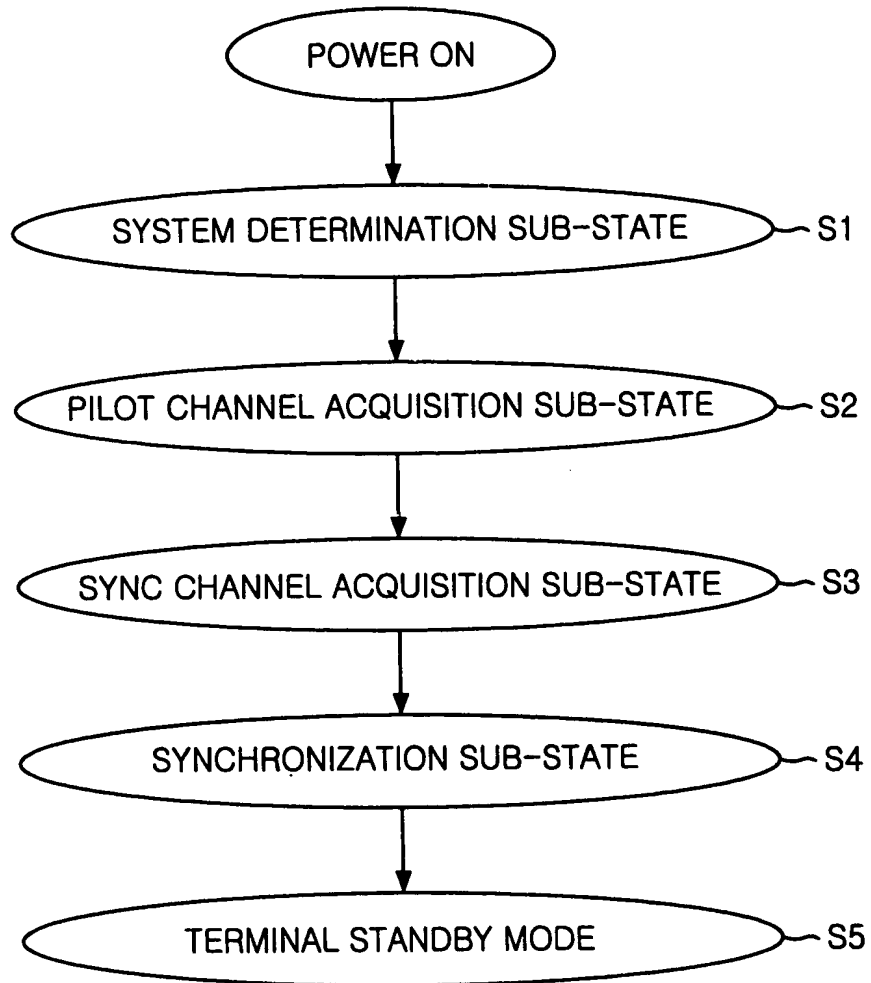 POWER ON
SYSTEM DETERMINATION SUB-STATE S1
PILOT CHANNEL ACQUISITION SUB-STATE S2
SYNC CHANNEL ACQUISITION SUB-STATE S3
SYNCHRONIZATION SUB-STATE S4
TERMINAL STANDBY MODE S5